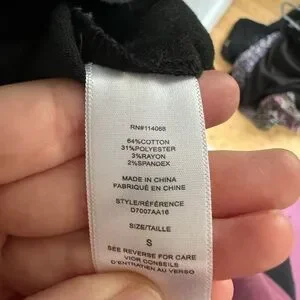 RN#114068
64%COTTON
31%POLYESTER
3%RAYON
2%SPANDEX
MADE IN CHINA
FABRIQUÉ EN CHINE
STYLE/RÉFÉRENCE
D7007AA16
SIZE/TAILLE
S
SEE REVERSE FOR CARE
VIOR CONSEILS
D'ENTRETIEN AU VERSO